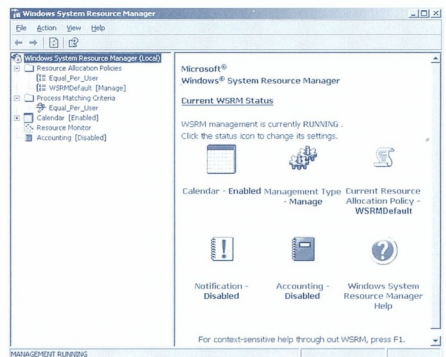 Windows System Resource Manager
File Action View Help
Windows System Resource Manager (Local)
Resource Allocation Policies
Equal_Per_User
WSRMDefault [Manage]
Process Matching Criteria
Equal_Per_User
Calendar [Enabled]
Resource Monitor
Accounting [Disabled]
Microsoft®
Windows® System Resource Manager
Current WSRM Status
WSRM management is currently RUNNING .
Click the status icon to change its settings.
Calendar - Enabled
Management Type - Manage
Current Resource Allocation Policy - WSRMDefault
Notification - Disabled
Accounting - Disabled
Windows System Resource Manager Help
For context-sensitive help through out WSRM, press F1.
MANAGEMENT RUNNING